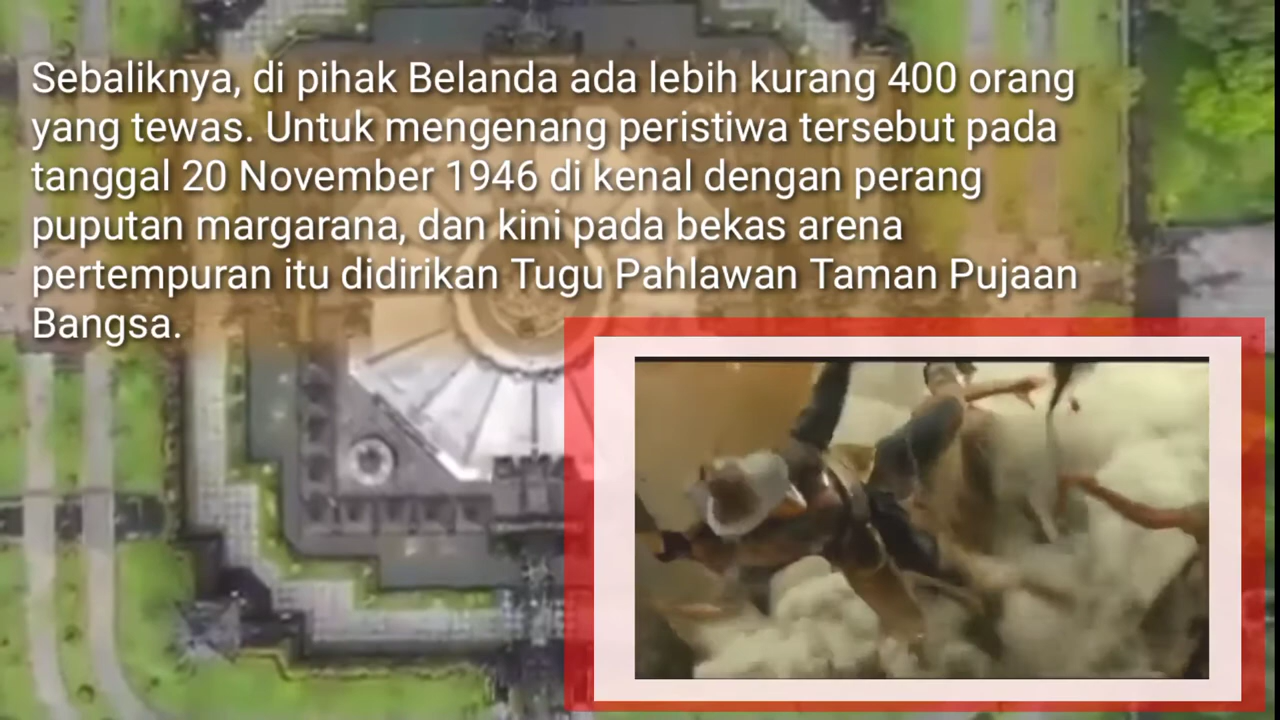 Sebaliknya, di pihak Belanda ada lebih kurang 400 orang
yang tewas. Untuk mengenang peristiwa tersebut pada
tanggal 20 November 1946 di kenal dengan perang
puputan margarana, dan kini pada bekas arena
pertempuran itu didirikan Tugu Pahlawan Taman Pujaan
Bangsa.